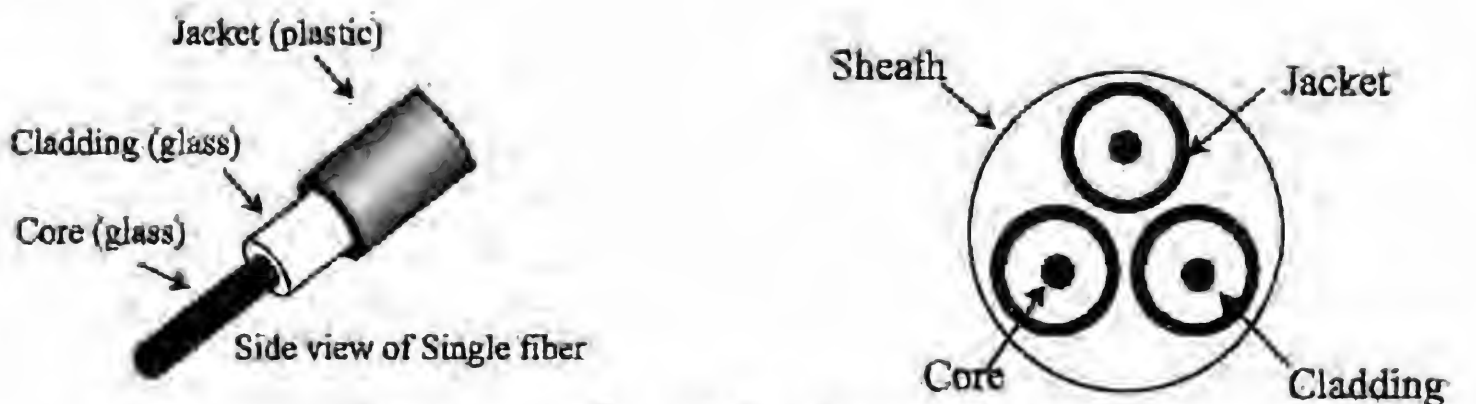 Jacket (plastic)
Cladding (glass)
Core (glass)
Side view of Single fiber
Sheath
Jacket
Core
Cladding